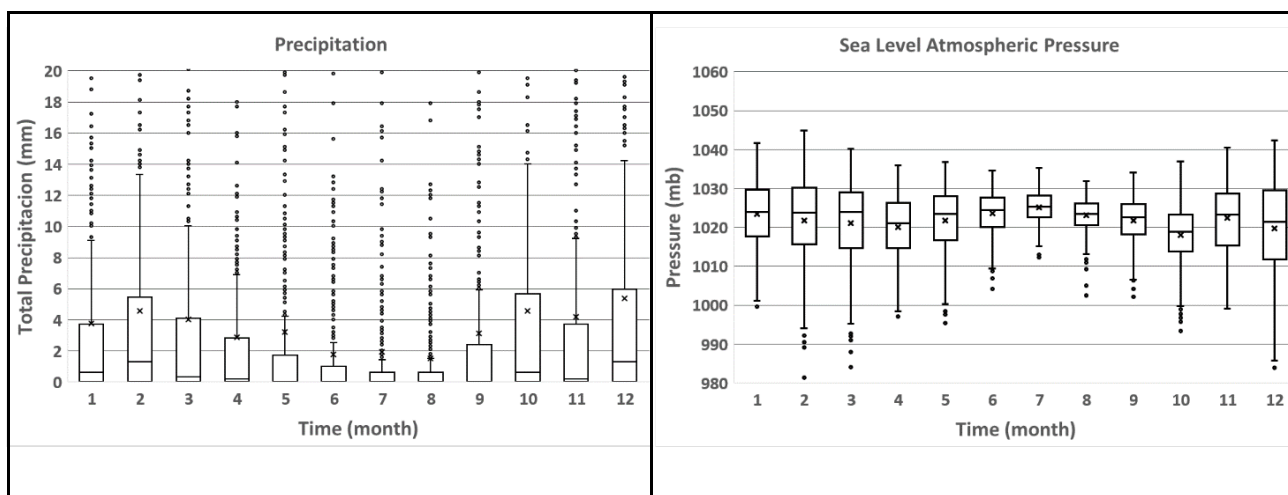 Precipitation
Total Precipitacion (mm)
20
18
16
14
12
10
8
6
4
2
0
1 2 3 4 5 6 7 8 9 10 11 12
Time (month)
Sea Level Atmospheric Pressure
Pressure (mb)
1060
1050
1040
1030
1020
1010
1000
990
980
1 2 3 4 5 6 7 8 9 10 11 12
Time (month)